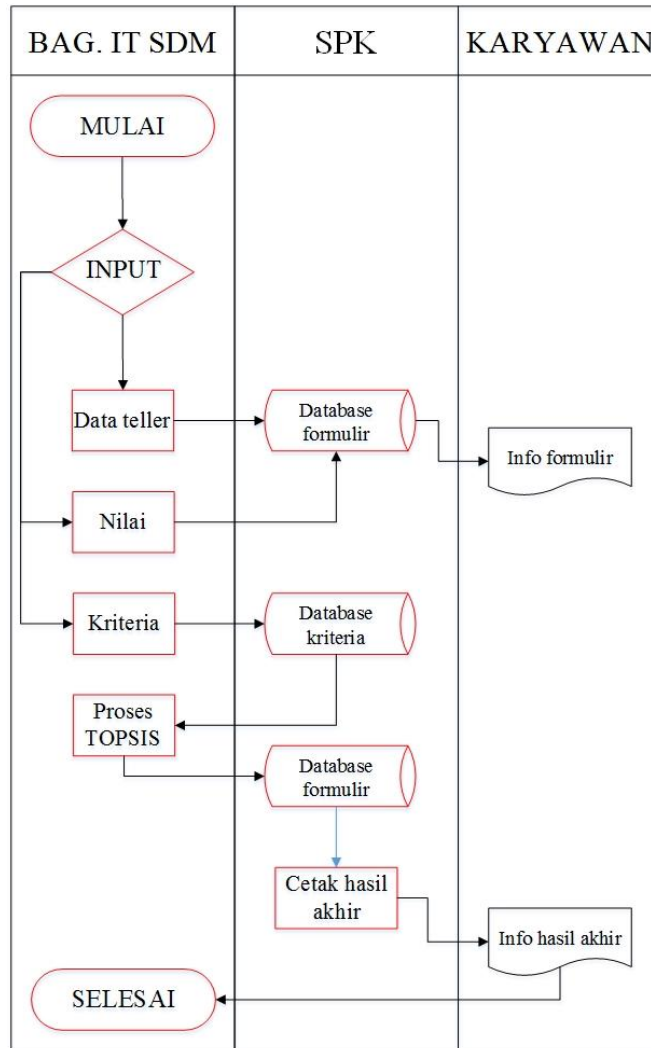 BAG. IT SDM
SPK
KARYAWAN
MULAI
INPUT
Data teller
Database
formulir
Info formulir
Nilai
Kriteria
Database
kriteria
Proses
TOPSIS
Database
formulir
Cetak hasil
akhir
Info hasil akhir
SELESAI